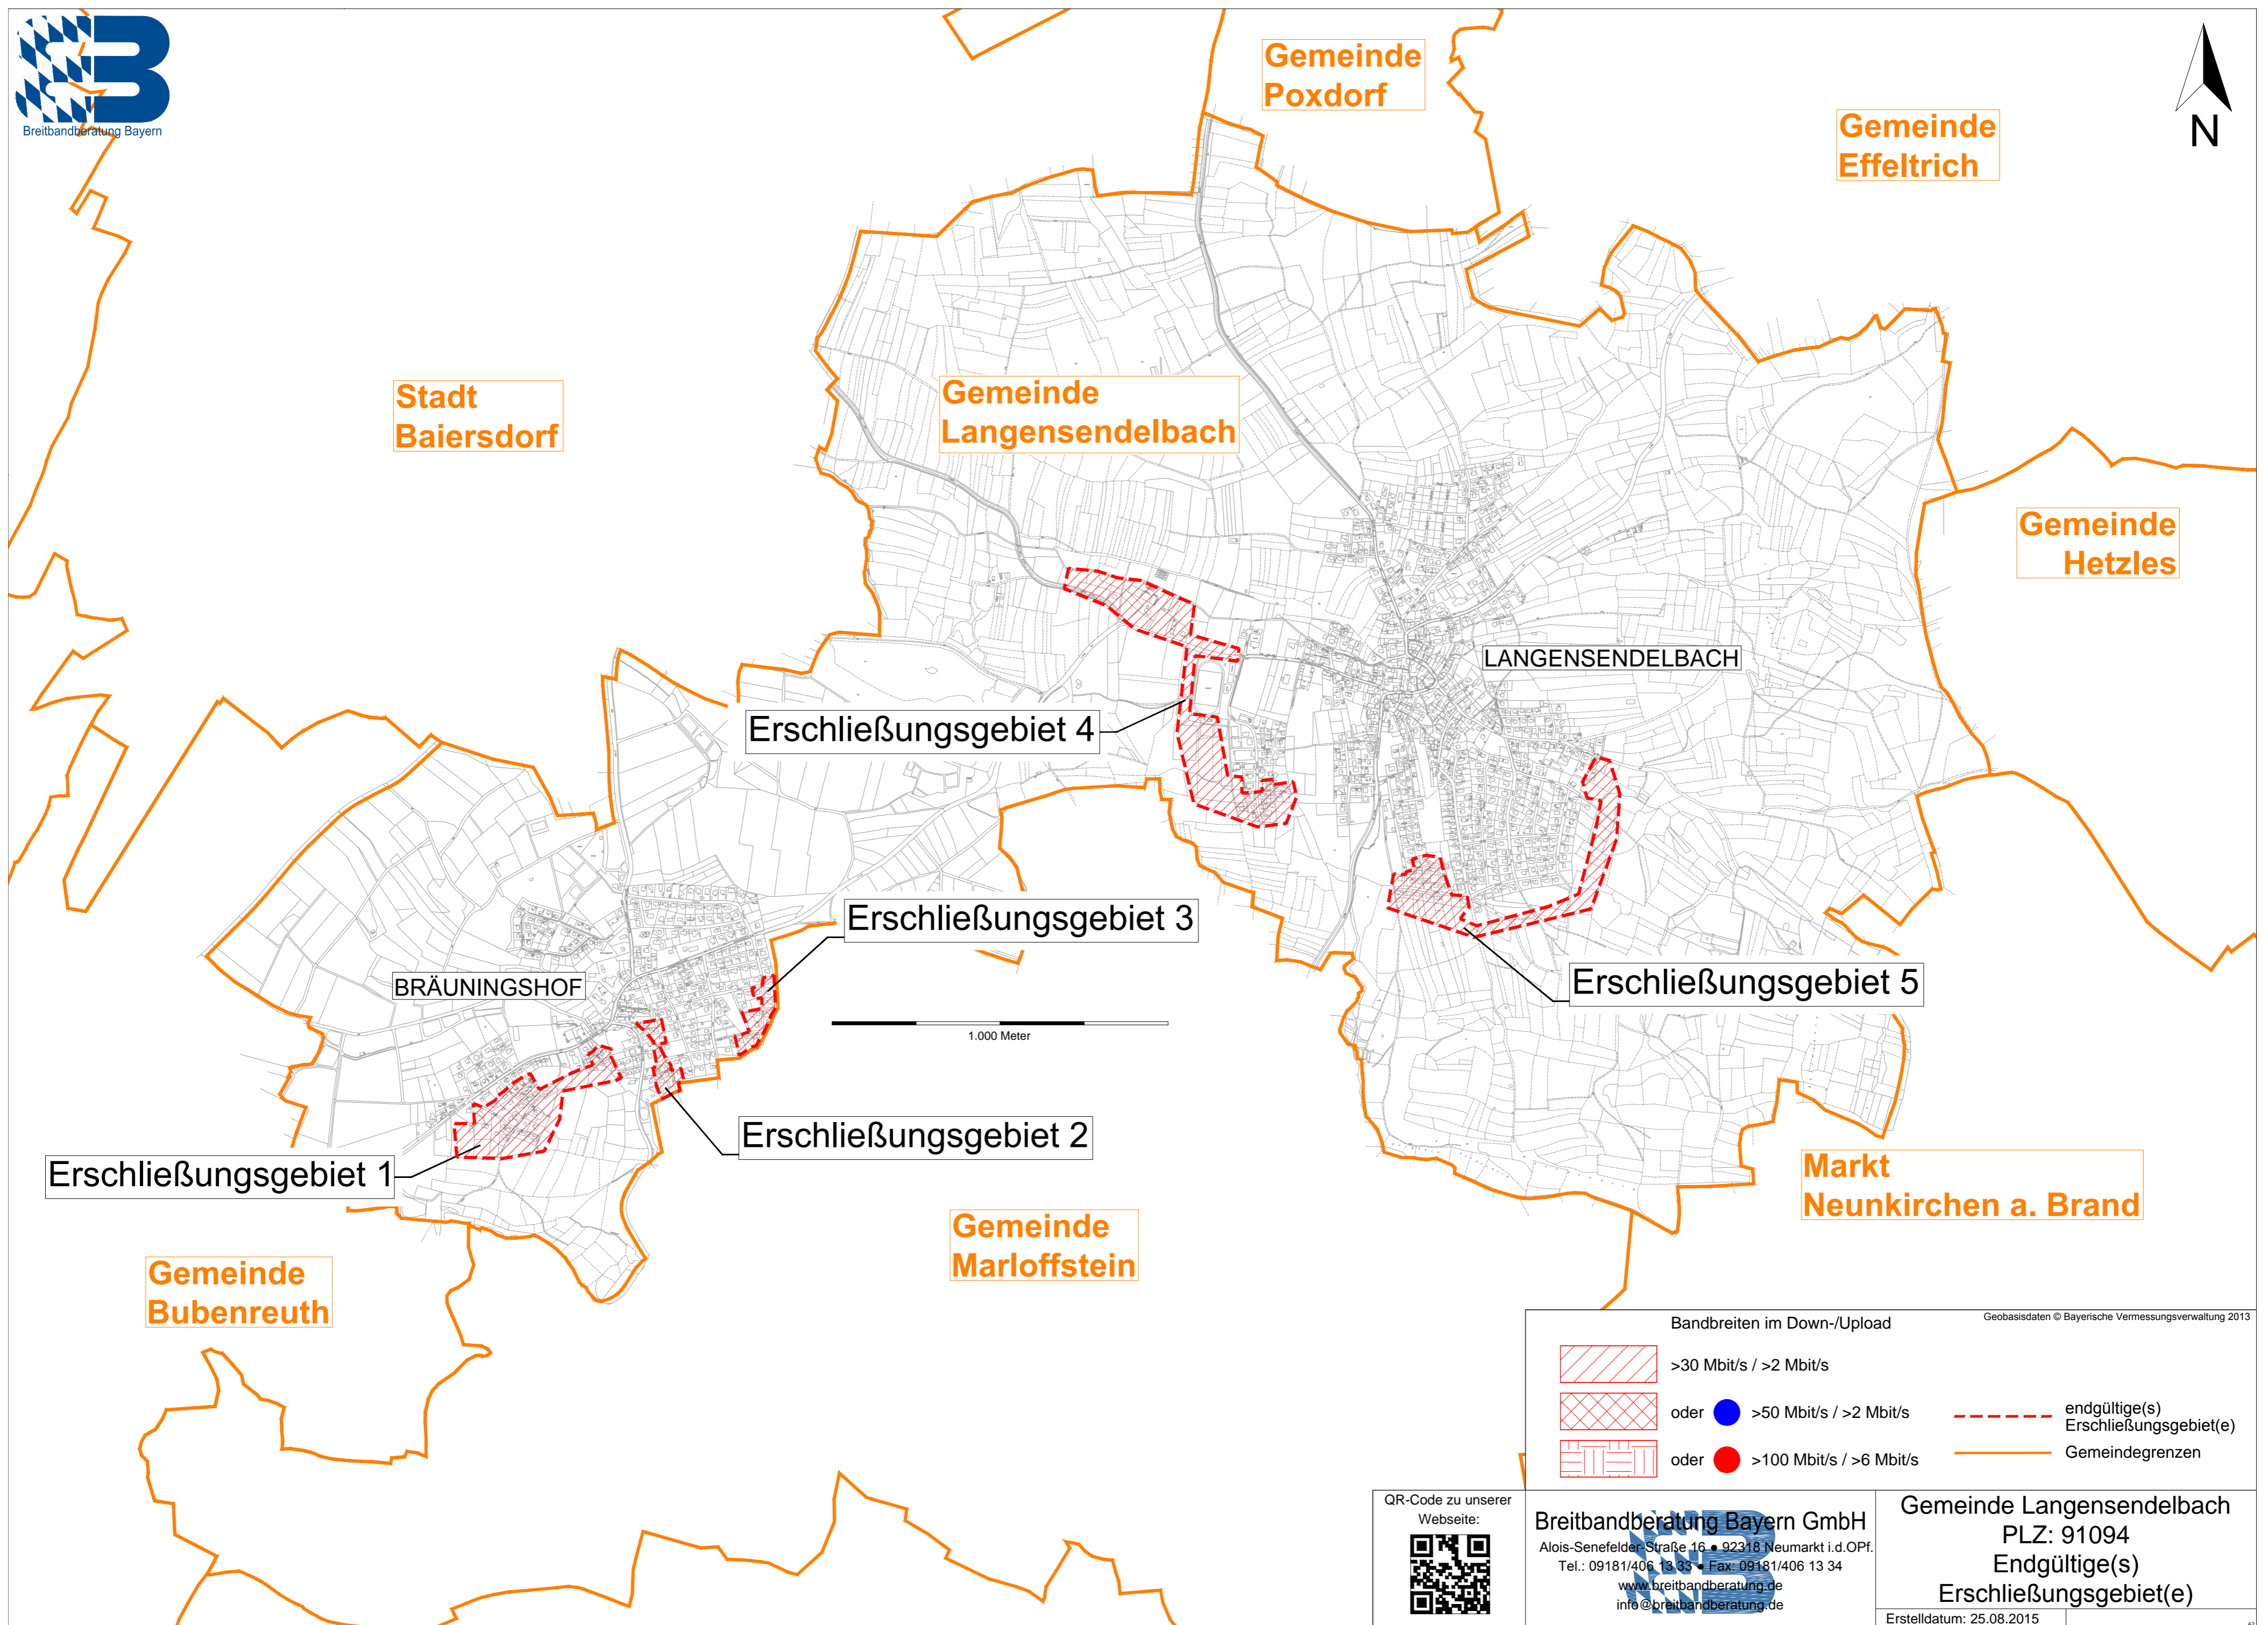 Breitbandberatung Bayern
Gemeinde
Poxdorf
Gemeinde
Effeltrich
N
Stadt
Baiersdorf
Gemeinde
Langensendelbach
Gemeinde
Hetzles
LANGENSENDELBACH
Erschließungsgebiet 4
Erschließungsgebiet 3
BRÄUNINGSHOF
Erschließungsgebiet 5
1.000 Meter
Erschließungsgebiet 2
Erschließungsgebiet 1
Markt
Neunkirchen a. Brand
Gemeinde
Marloffstein
Gemeinde
Bubenreuth
Bandbreiten im Down-/Upload
Geobasisdaten © Bayerische Vermessungsverwaltung 2013
>30 Mbit/s / >2 Mbit/s
oder >50 Mbit/s / >2 Mbit/s
oder >100 Mbit/s / >6 Mbit/s
endgültige(s)
Erschließungsgebiet(e)
Gemeindegrenzen
QR-Code zu unserer
Webseite:
Breitbandberatung Bayern GmbH
Alois-Senefelder-Straße 16 ● 92318 Neumarkt i.d.OPf.
Tel.: 09181/406 13 33 ● Fax: 09181/406 13 34
www.breitbandberatung.de
info@breitbandberatung.de
Gemeinde Langensendelbach
PLZ: 91094
Endgültige(s)
Erschließungsgebiet(e)
Erstelldatum: 25.08.2015